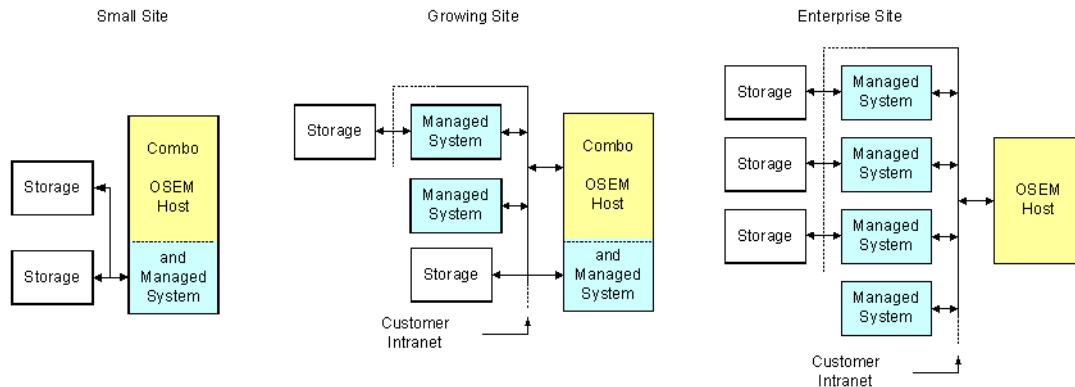 Small Site
Storage
Storage
Combo
OSEM
Host
and
Managed
System
Growing Site
Storage
Managed
System
Managed
System
Storage
Combo
OSEM
Host
and
Managed
System
Customer
Intranet
Enterprise Site
Storage
Managed
System
Storage
Managed
System
Storage
Managed
System
Managed
System
OSEM
Host
Customer
Intranet